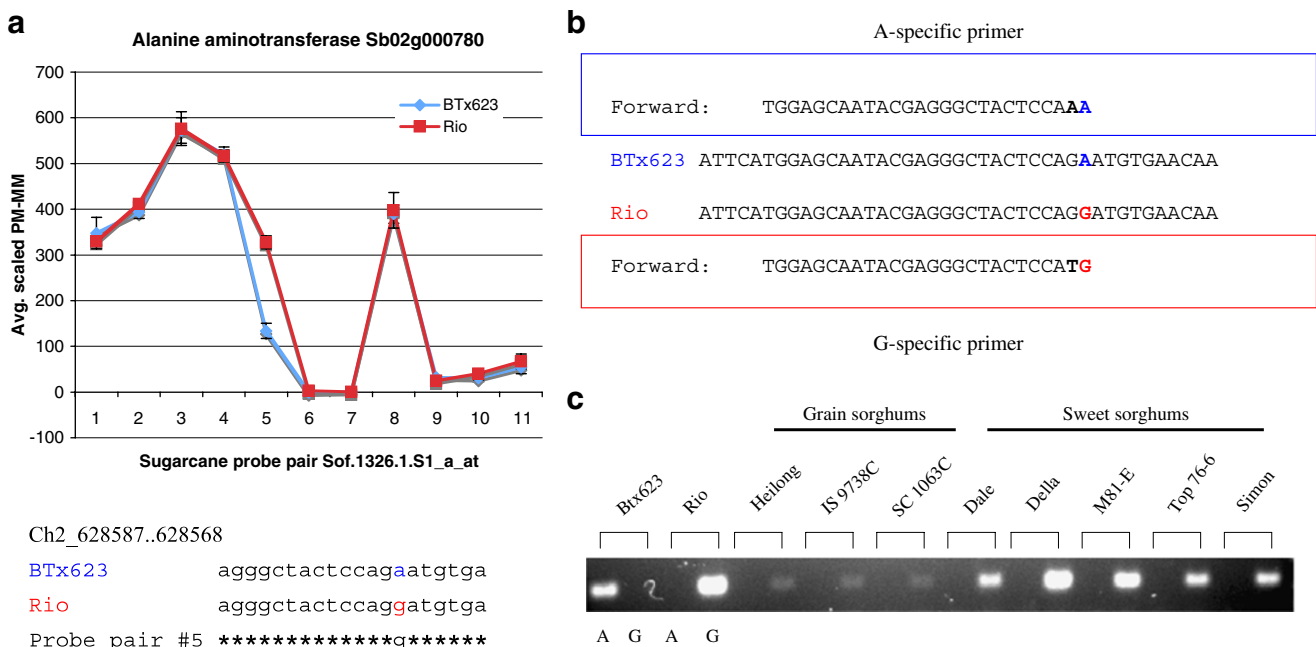 a
Alanine aminotransferase Sb02g000780
700
600
500
400
300
200
100
0
-100
Avg. scaled PM-MM
BTx623
Rio
1 2 3 4 5 6 7 8 9 10 11
Sugarcane probe pair Sof.1326.1.S1_a_at
Ch2_628587..628568
BTx623 agggctactccagaatgtga
Rio agggctactccaggatgtga
Probe pair #5 *************g******
b
A-specific primer
Forward: TGGAGCAATACGAGGGCTACTCCAAA
BTx623 ATTCATGGAGCAATACGAGGGCTACTCCAGAATGTGAACAA
Rio ATTCATGGAGCAATACGAGGGCTACTCCAGGATGTGAACAA
Forward: TGGAGCAATACGAGGGCTACTCCATG
G-specific primer
c
Grain sorghums Sweet sorghums
Btx623 Rio Heilong IS 9738C SC 1063C Dale Della M81-E Top 76-6 Simon
A G A G